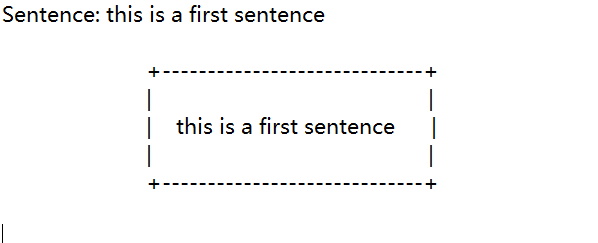 Sentence: this is a first sentence
+-----------------------------+
|                             |
|   this is a first sentence   |
|                             |
+-----------------------------+